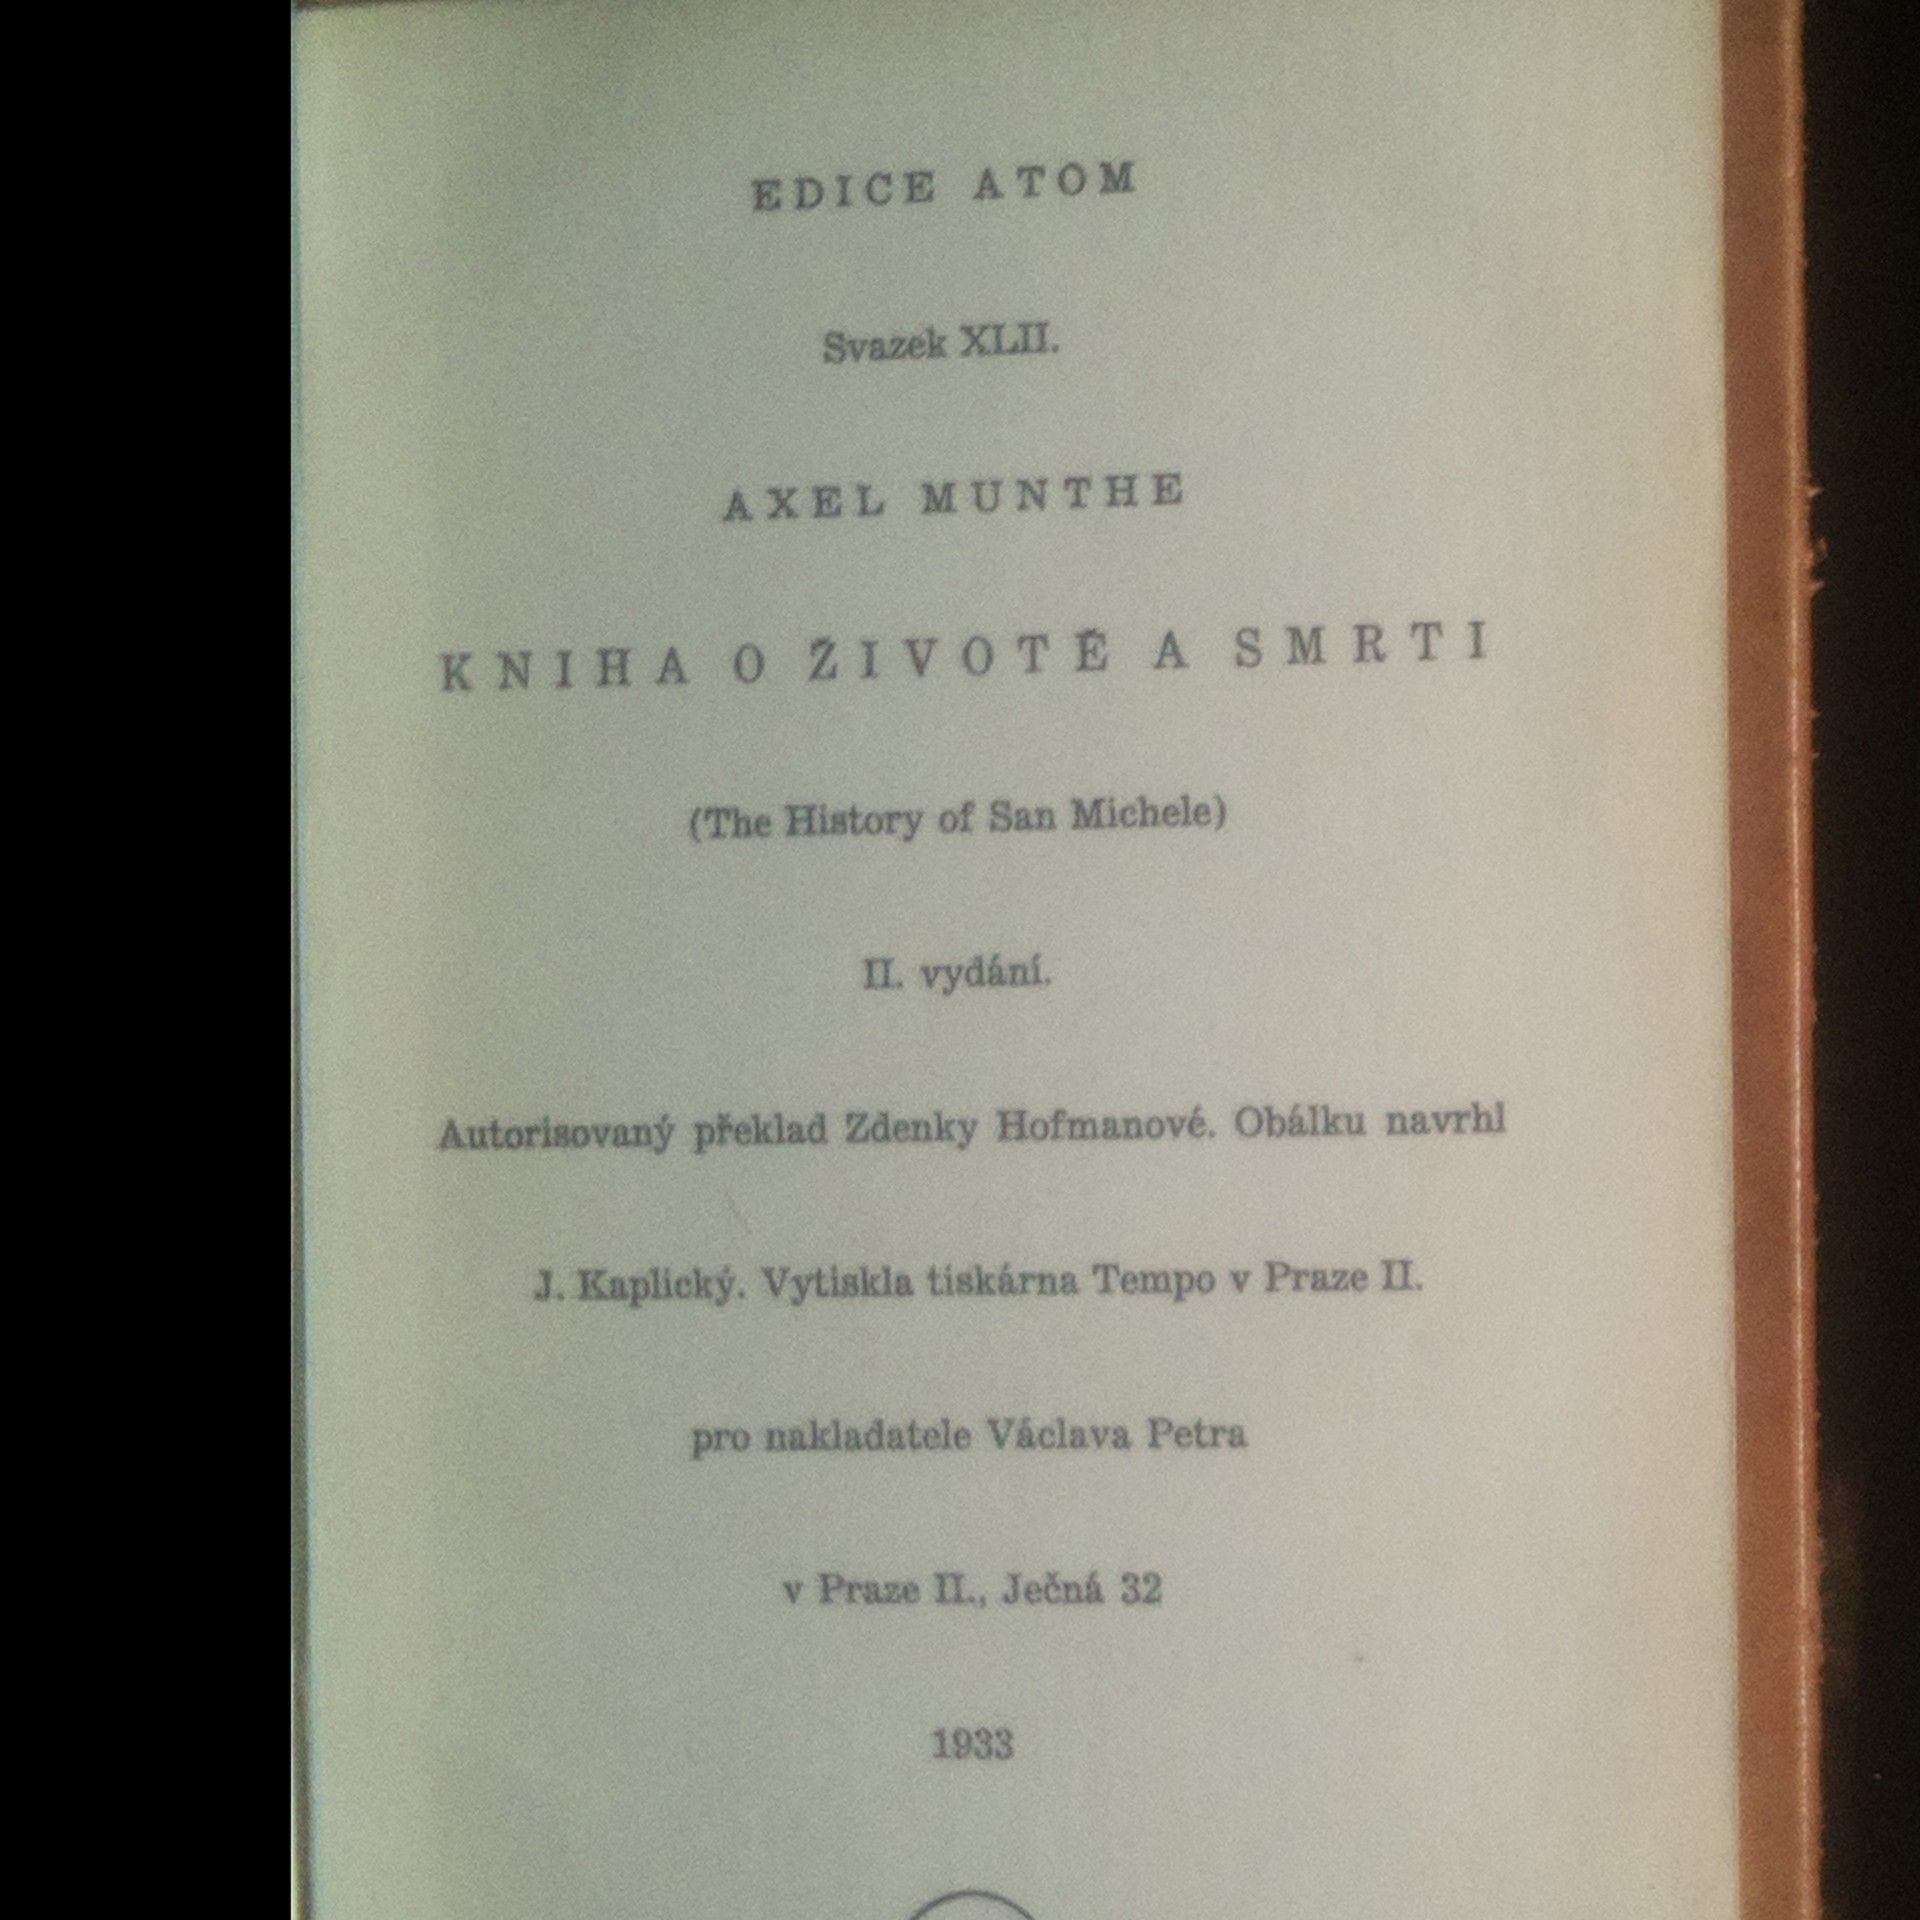 EDICE ATOM
Svazek XLII.
AXEL MUNTHE
KNIHA O ŽIVOTĚ A SMRTI
(The History of San Michele)
II. vydání.
Autorisovaný překlad Zdenky Hofmanové. Obálku navrhl
J. Kaplický. Vytiskla tiskárna Tempo v Praze II.
pro nakladatele Václava Petra
v Praze II., Ječná 32
1933